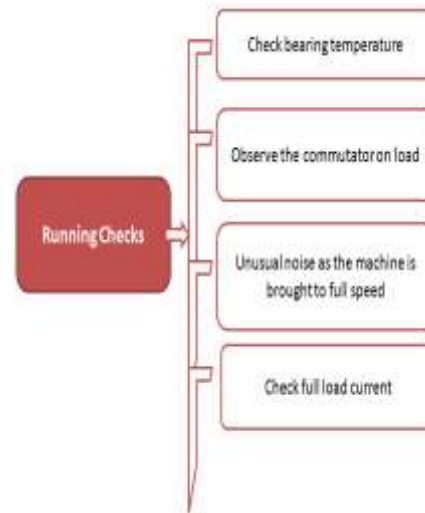 Check bearing temperature
Observe the commutator on load
Running Checks
Unusual noise as the machine is
brought to full speed
Check full load current